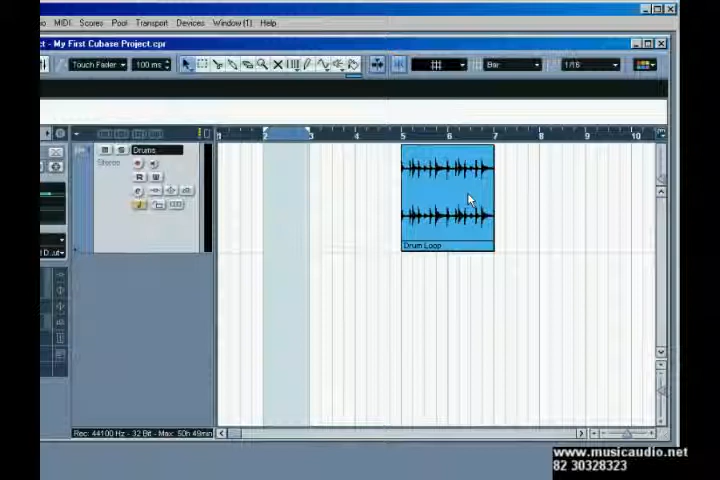 MIDI Scores Pool Transport Devices Window (1) Help
- My First Cubase Project.cpr
Touch Fader 100 ms Bar 1/16
1 2 3 4 5 6 7 8 9 10
Drums
Stereo
Drum Loop
Rec: 44100 Hz - 32 Bit - Max: 50h 49min
www.musicaudio.net
82 30328323